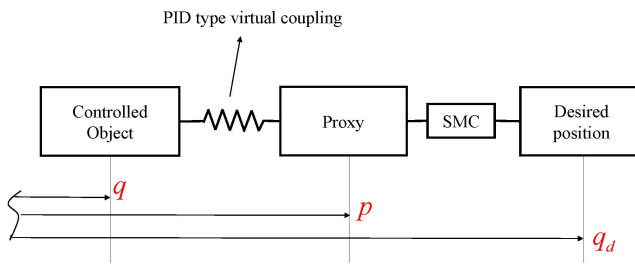 PID type virtual coupling
Controlled
Object
Proxy
SMC
Desired
position
q
p
q_d